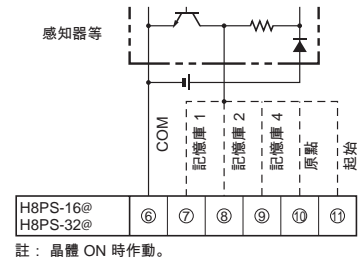 感知器等
COM
記憶庫 1
記憶庫 2
記憶庫 4
原點
起始
H8PS-16@
H8PS-32@
⑥ ⑦ ⑧ ⑨ ⑩ ⑪
註： 晶體 ON 時作動。